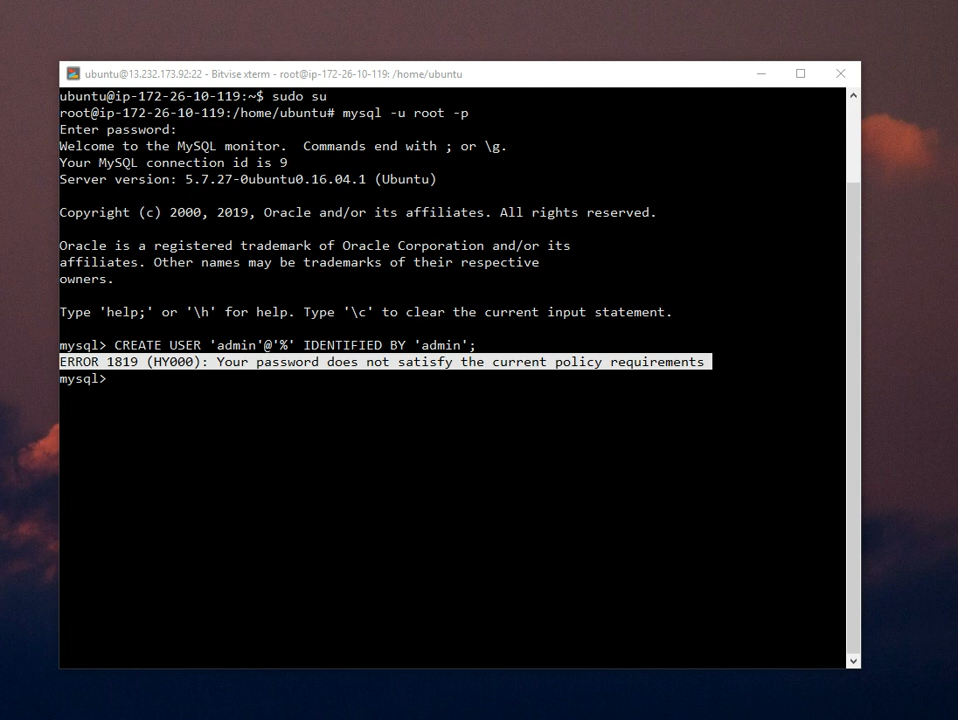 ubuntu@13.232.173.92:22 - Bitvise xterm - root@ip-172-26-10-119: /home/ubuntu
ubuntu@ip-172-26-10-119:~$ sudo su
root@ip-172-26-10-119:/home/ubuntu# mysql -u root -p
Enter password:
Welcome to the MySQL monitor.  Commands end with ; or \g.
Your MySQL connection id is 9
Server version: 5.7.27-0ubuntu0.16.04.1 (Ubuntu)
Copyright (c) 2000, 2019, Oracle and/or its affiliates. All rights reserved.
Oracle is a registered trademark of Oracle Corporation and/or its
affiliates. Other names may be trademarks of their respective
owners.
Type 'help;' or '\h' for help. Type '\c' to clear the current input statement.
mysql> CREATE USER 'admin'@'%' IDENTIFIED BY 'admin';
ERROR 1819 (HY000): Your password does not satisfy the current policy requirements
mysql>